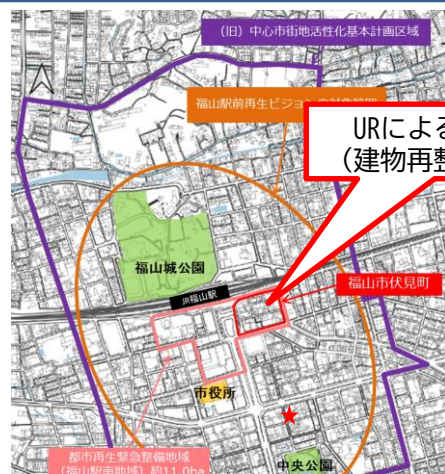 （旧）中心市街地活性化基本計画区域
福山駅前再生ビジョンの対象範囲
URによる
（建物再整
福山城公園
JR福山駅
福山市伏見町
市役所
都市再生緊急整備地域
（福山駅南地域）約11.0ha
中央公園